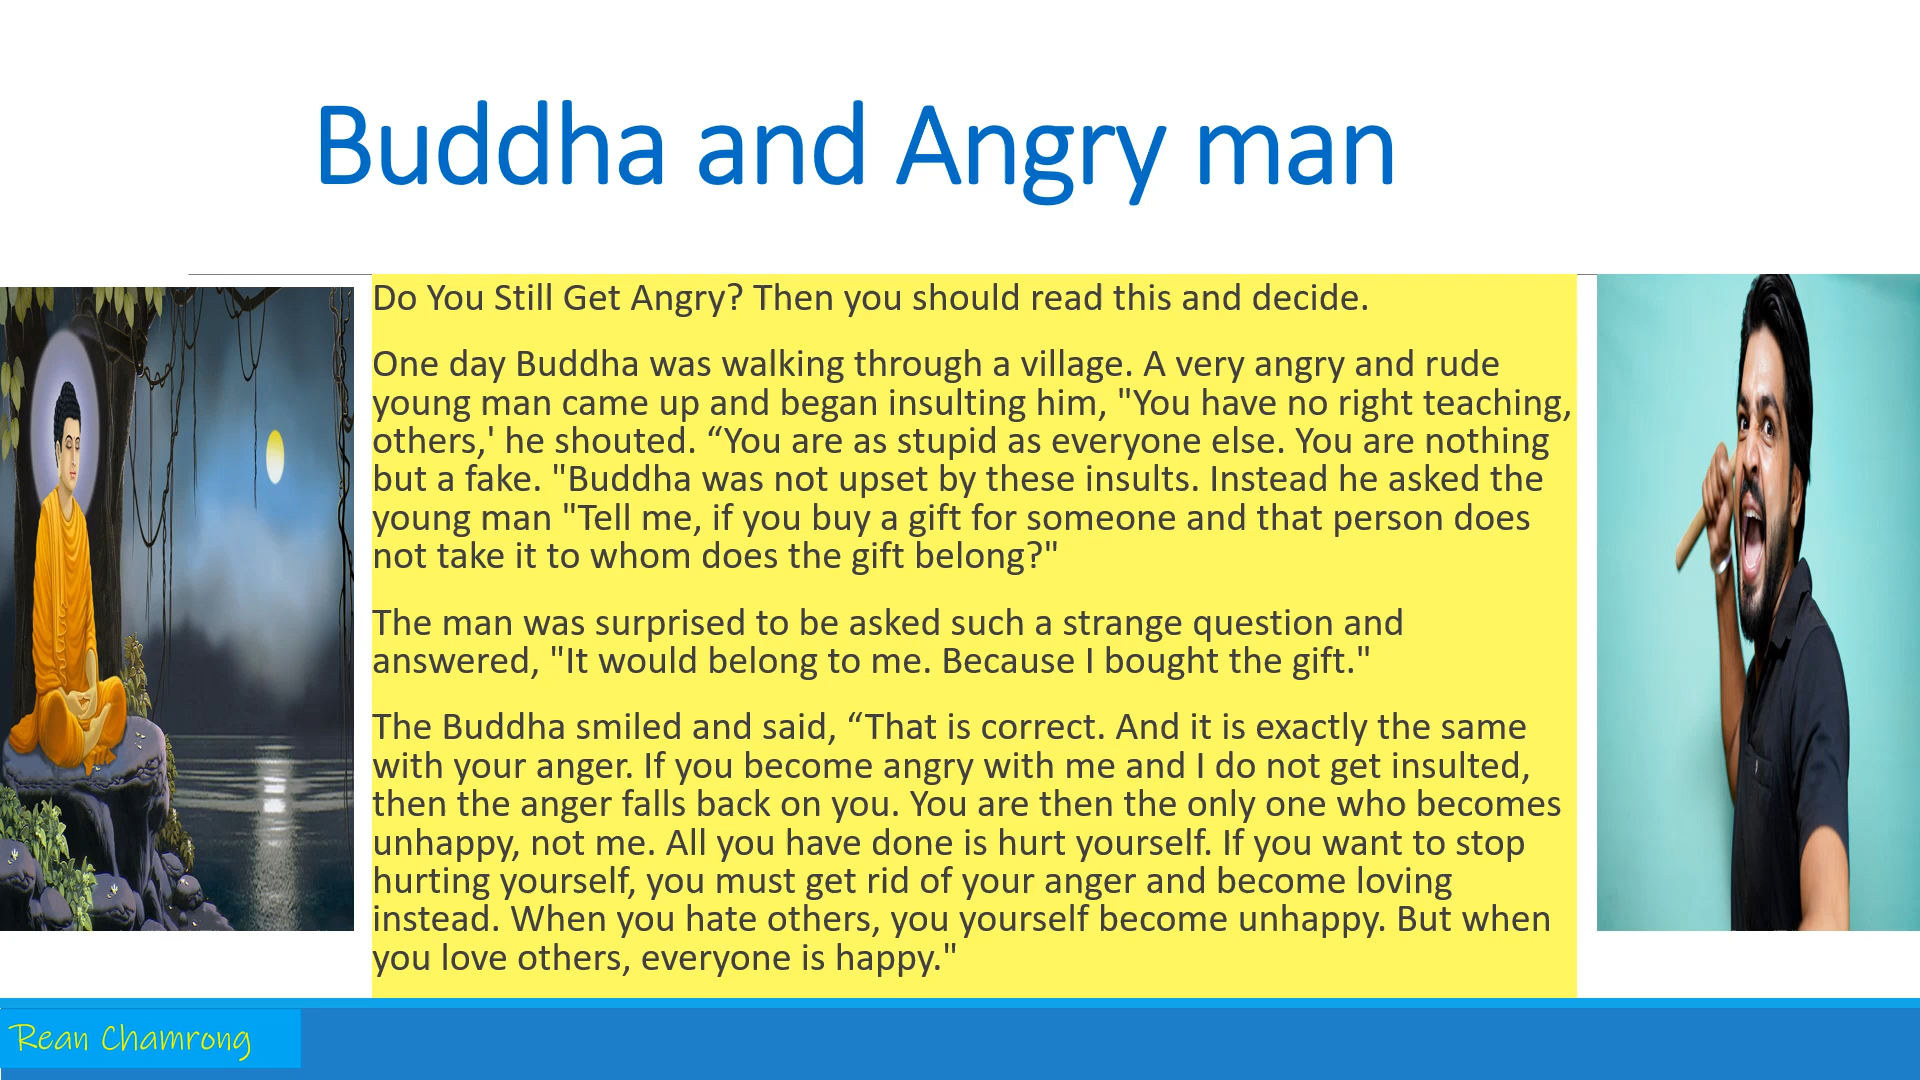 Buddha and Angry man
Do You Still Get Angry? Then you should read this and decide.
One day Buddha was walking through a village. A very angry and rude
young man came up and began insulting him, "You have no right teaching,
others,' he shouted. “You are as stupid as everyone else. You are nothing
but a fake. "Buddha was not upset by these insults. Instead he asked the
young man "Tell me, if you buy a gift for someone and that person does
not take it to whom does the gift belong?"
The man was surprised to be asked such a strange question and
answered, "It would belong to me. Because I bought the gift."
The Buddha smiled and said, “That is correct. And it is exactly the same
with your anger. If you become angry with me and I do not get insulted,
then the anger falls back on you. You are then the only one who becomes
unhappy, not me. All you have done is hurt yourself. If you want to stop
hurting yourself, you must get rid of your anger and become loving
instead. When you hate others, you yourself become unhappy. But when
you love others, everyone is happy."
Rean Chamrong